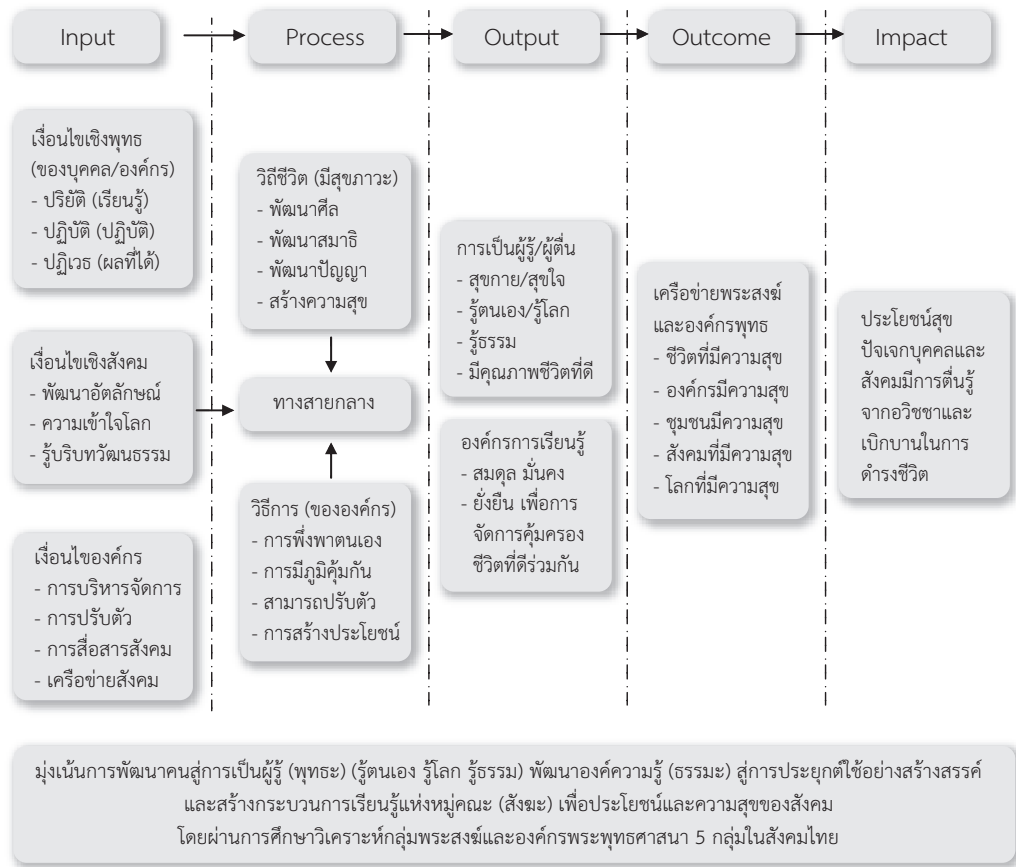 Input
Process
Output
Outcome
Impact
เงื่อนไขเชิงพุทธ
(ของบุคคล/องค์กร)
- ปริยัติ (เรียนรู้)
- ปฏิบัติ (ปฏิบัติ)
- ปฏิเวธ (ผลที่ได้)
เงื่อนไขเชิงสังคม
- พัฒนาอัตลักษณ์
- ความเข้าใจโลก
- รู้บริบทวัฒนธรรม
เงื่อนไของค์กร
- การบริหารจัดการ
- การปรับตัว
- การสื่อสารสังคม
- เครือข่ายสังคม
วิถีชีวิต (มีสุขภาวะ)
- พัฒนาศีล
- พัฒนาสมาธิ
- พัฒนาปัญญา
- สร้างความสุข
ทางสายกลาง
วิธีการ (ขององค์กร)
- การพึ่งพาตนเอง
- การมีภูมิคุ้มกัน
- สามารถปรับตัว
- การสร้างประโยชน์
การเป็นผู้รู้/ผู้ตื่น
- สุขกาย/สุขใจ
- รู้ตนเอง/รู้โลก
- รู้ธรรม
- มีคุณภาพชีวิตที่ดี
องค์กรการเรียนรู้
- สมดุล มั่นคง
- ยั่งยืน เพื่อการ
จัดการคุ้มครอง
ชีวิตที่ดีร่วมกัน
เครือข่ายพระสงฆ์
และองค์กรพุทธ
- ชีวิตที่มีความสุข
- องค์กรมีความสุข
- ชุมชนมีความสุข
- สังคมที่มีความสุข
- โลกที่มีความสุข
ประโยชน์สุข
ปัจเจกบุคคลและ
สังคมมีการตื่นรู้
จากอวิชชาและ
เบิกบานในการ
ดำรงชีวิต
มุ่งเน้นการพัฒนาคนสู่การเป็นผู้รู้ (พุทธะ) (รู้ตนเอง รู้โลก รู้ธรรม) พัฒนาองค์ความรู้ (ธรรมะ) สู่การประยุกต์ใช้อย่างสร้างสรรค์
และสร้างกระบวนการเรียนรู้แห่งหมู่คณะ (สังฆะ) เพื่อประโยชน์และความสุขของสังคม
โดยผ่านการศึกษาวิเคราะห์กลุ่มพระสงฆ์และองค์กรพระพุทธศาสนา 5 กลุ่มในสังคมไทย